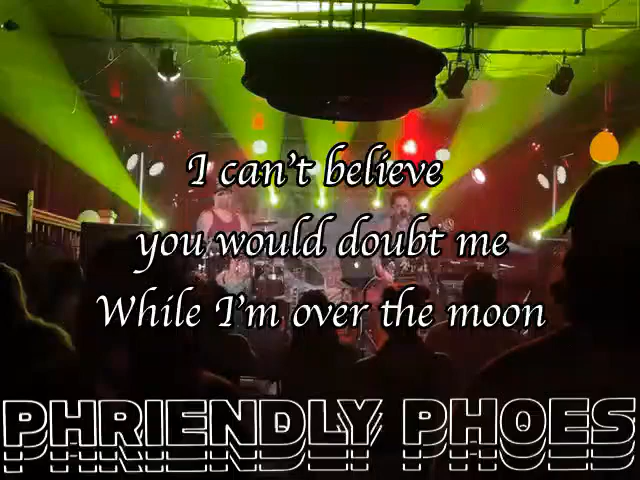 I can't believe
you would doubt me
While I'm over the moon
PHRIENDLY PHOES